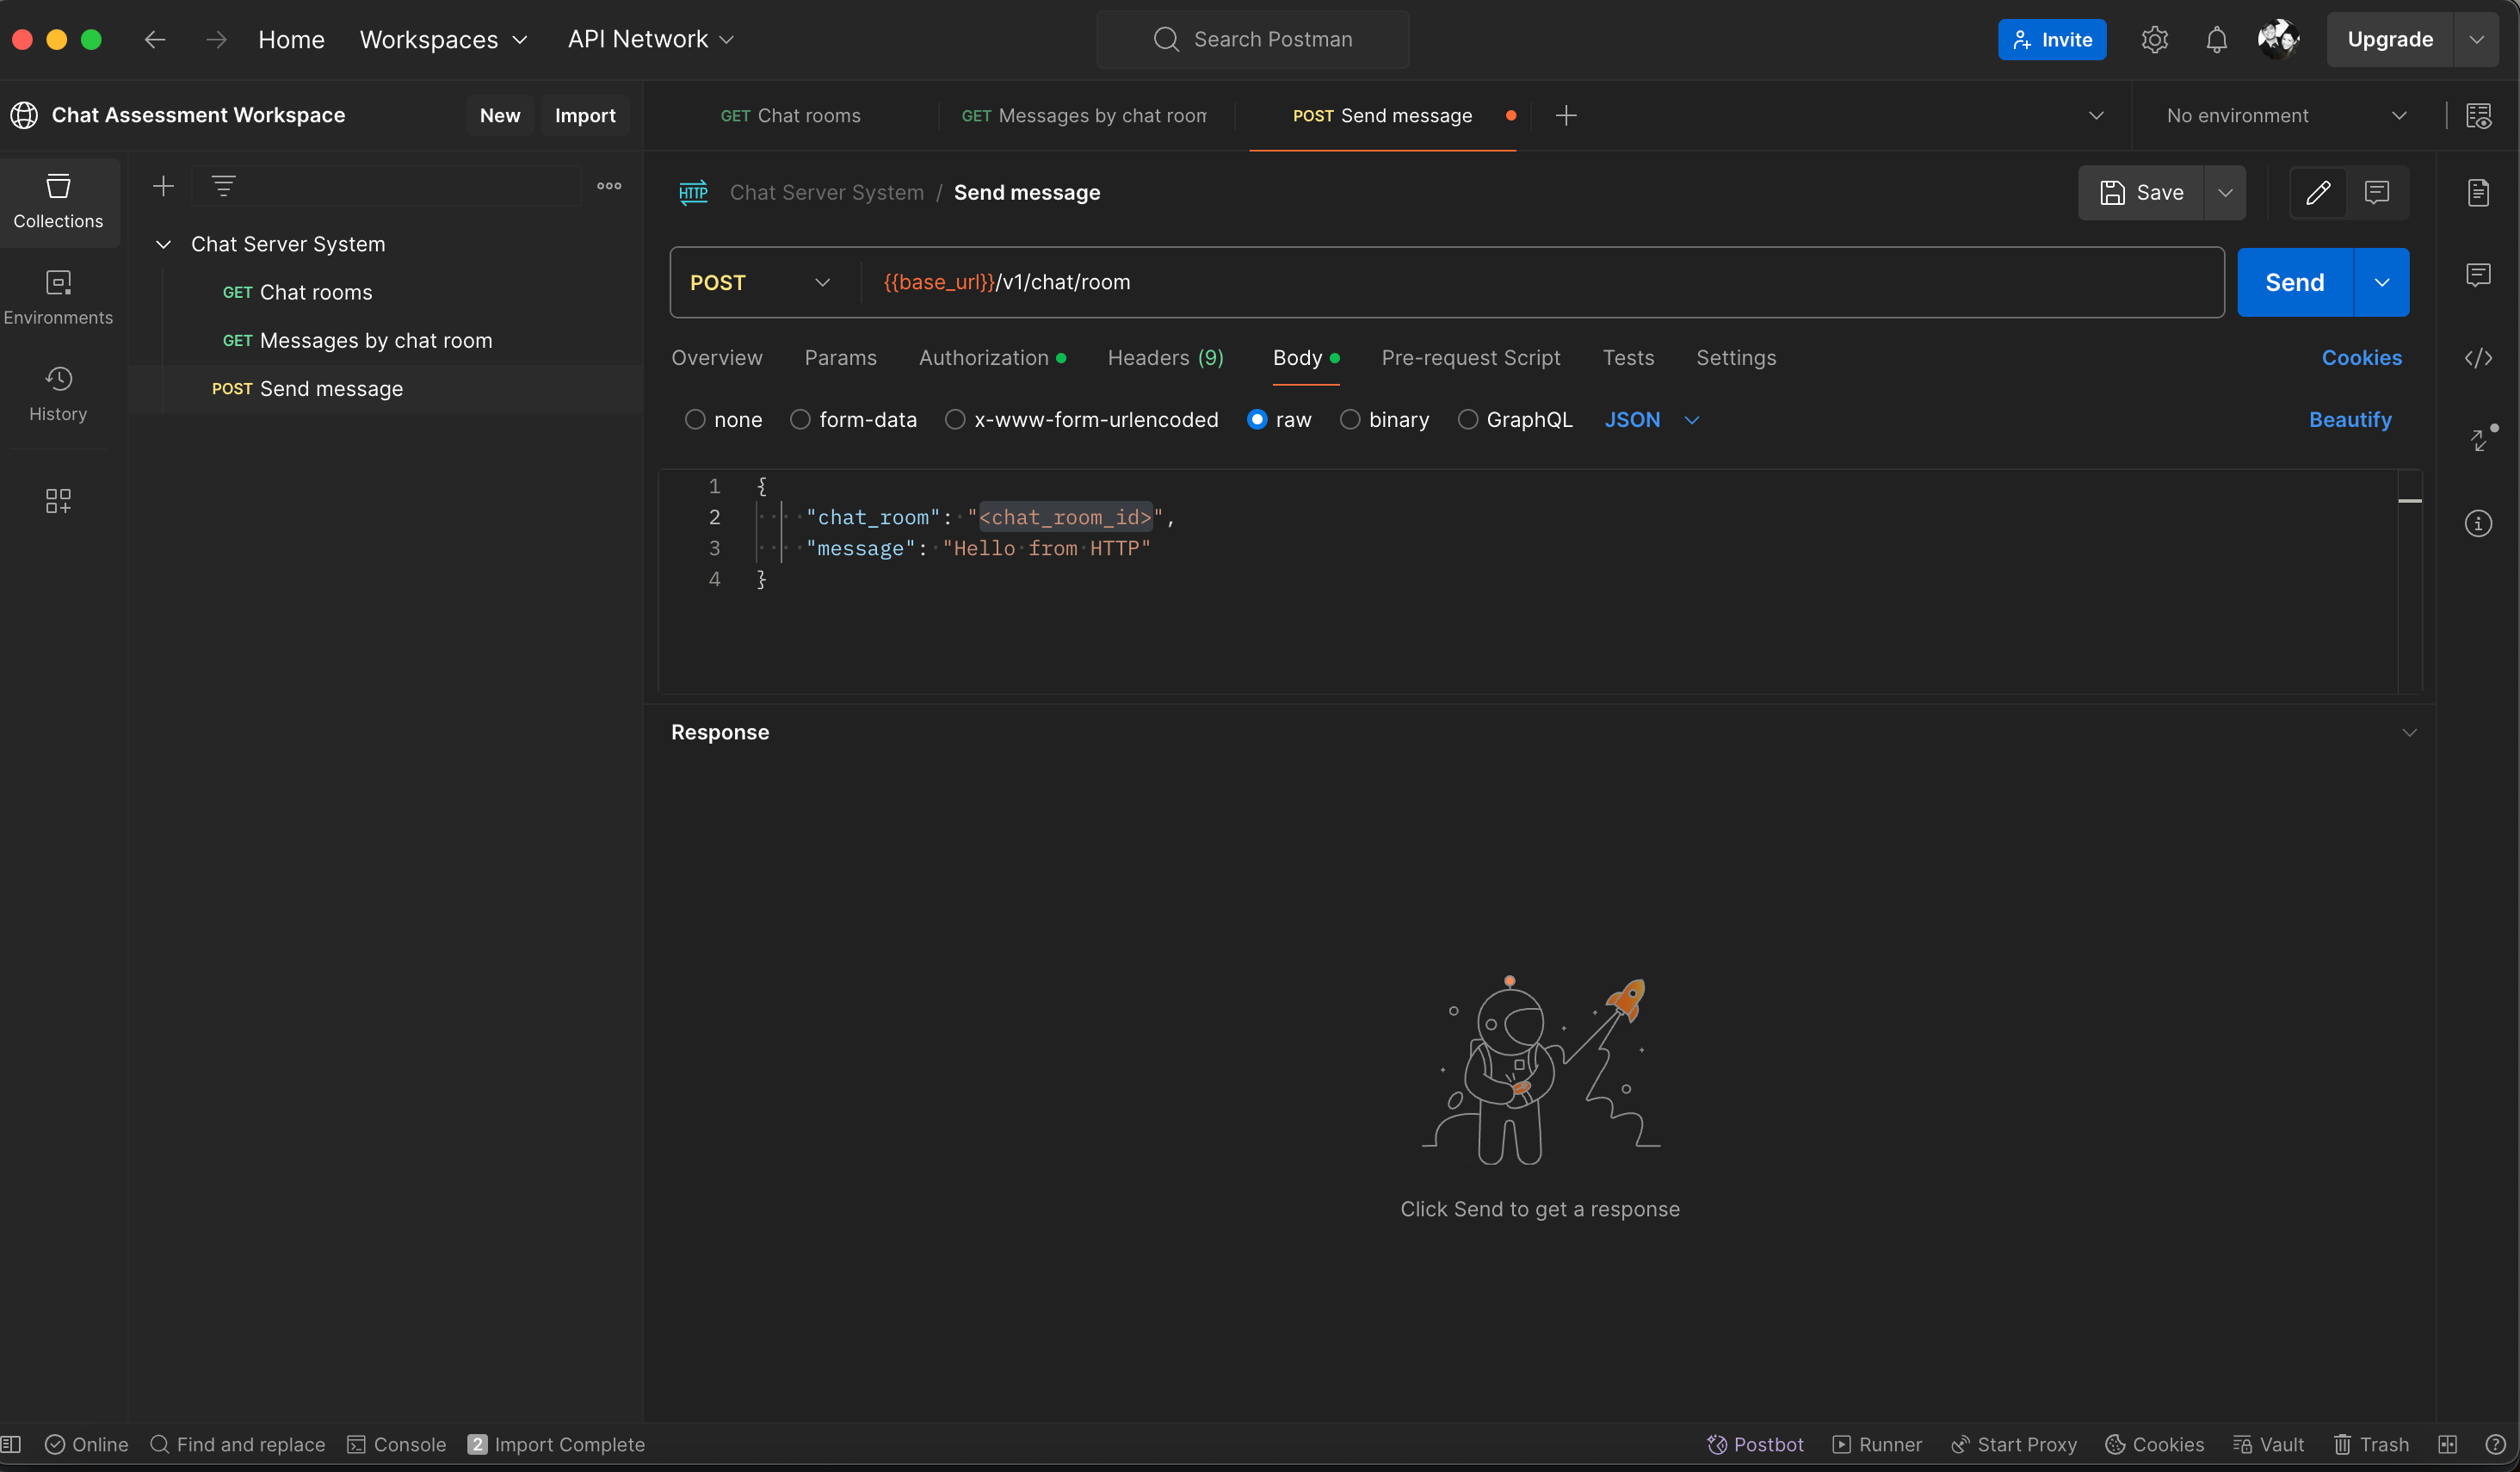 Home Workspaces API Network Search Postman Invite Upgrade
Chat Assessment Workspace New Import
GET Chat rooms GET Messages by chat room POST Send message No environment
Collections
Environments
History
Chat Server System
GET Chat rooms
GET Messages by chat room
POST Send message
HTTP Chat Server System / Send message Save
POST {{base_url}}/v1/chat/room Send
Overview Params Authorization Headers (9) Body Pre-request Script Tests Settings Cookies
none form-data x-www-form-urlencoded raw binary GraphQL JSON Beautify
1 {
2 "chat_room": "<chat_room_id>",
3 "message": "Hello from HTTP"
4 }
Response
Click Send to get a response
Online Find and replace Console 2 Import Complete Postbot Runner Start Proxy Cookies Vault Trash